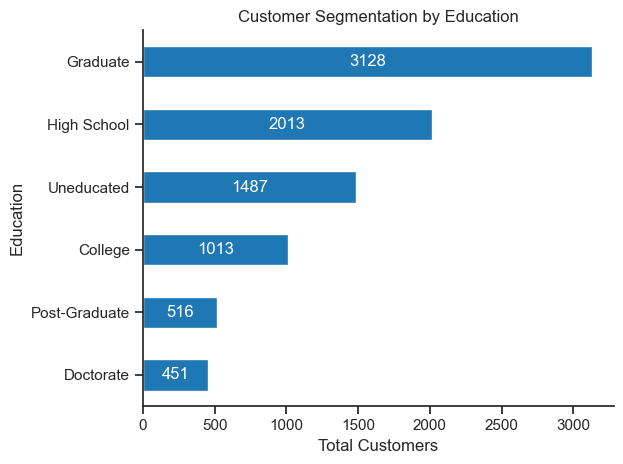 Customer Segmentation by Education
Education
Graduate
3128
High School
2013
Uneducated
1487
College
1013
Post-Graduate
516
Doctorate
451
0 500 1000 1500 2000 2500 3000
Total Customers